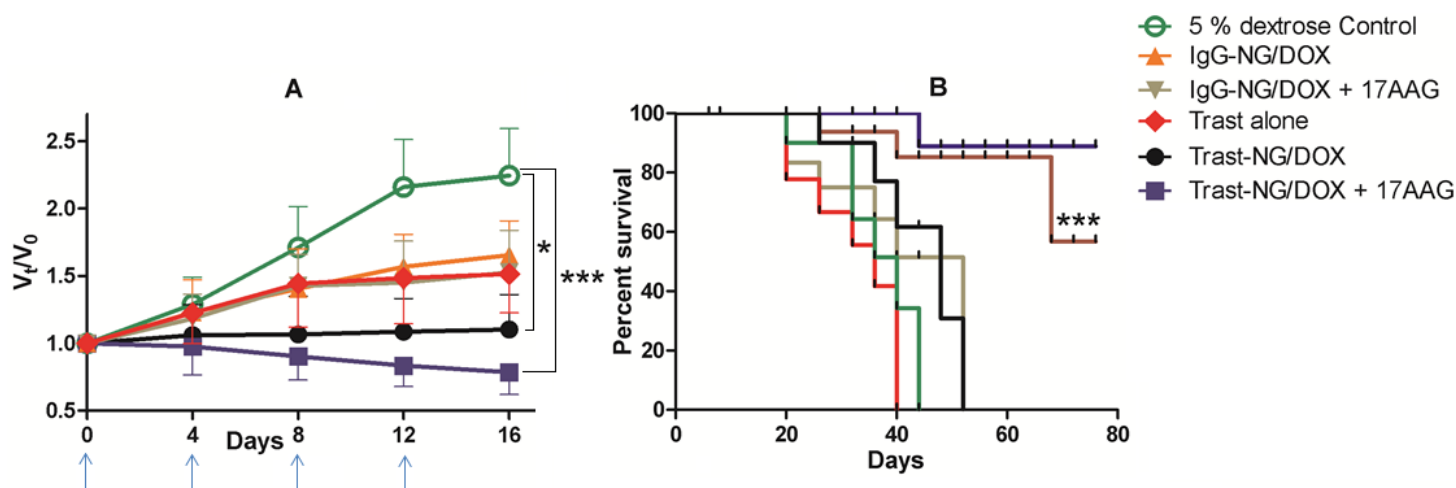 5 % dextrose Control
IgG-NG/DOX
IgG-NG/DOX + 17AAG
Trast alone
Trast-NG/DOX
Trast-NG/DOX + 17AAG
A
Vt/V0
2.5
2.0
1.5
1.0
0.5
0
4
8
12
16
Days
*
***
B
Percent survival
100
80
60
40
20
0
0
20
40
60
80
Days
***